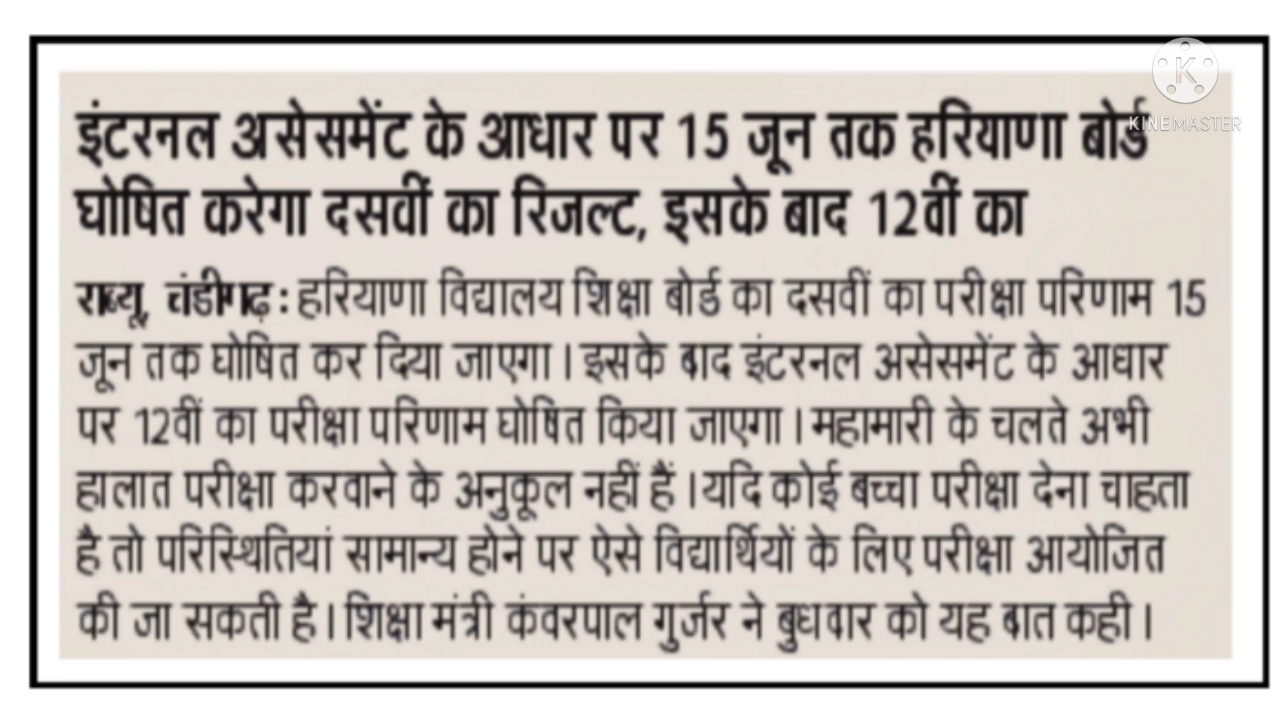 इंटरनल असेसमेंट के आधार पर 15 जून तक हरियाणा बोर्ड
घोषित करेगा दसवीं का रिजल्ट, इसके बाद 12वीं का
राब्यू, चंडीगढ़ : हरियाणा विद्यालय शिक्षा बोर्ड का दसवीं का परीक्षा परिणाम 15
जून तक घोषित कर दिया जाएगा । इसके बाद इंटरनल असेसमेंट के आधार
पर 12वीं का परीक्षा परिणाम घोषित किया जाएगा । महामारी के चलते अभी
हालात परीक्षा करवाने के अनुकूल नहीं हैं । यदि कोई बच्चा परीक्षा देना चाहता
है तो परिस्थितियां सामान्य होने पर ऐसे विद्यार्थियों के लिए परीक्षा आयोजित
की जा सकती है । शिक्षा मंत्री कंवरपाल गुर्जर ने बुधवार को यह बात कही ।
KINEMASTER